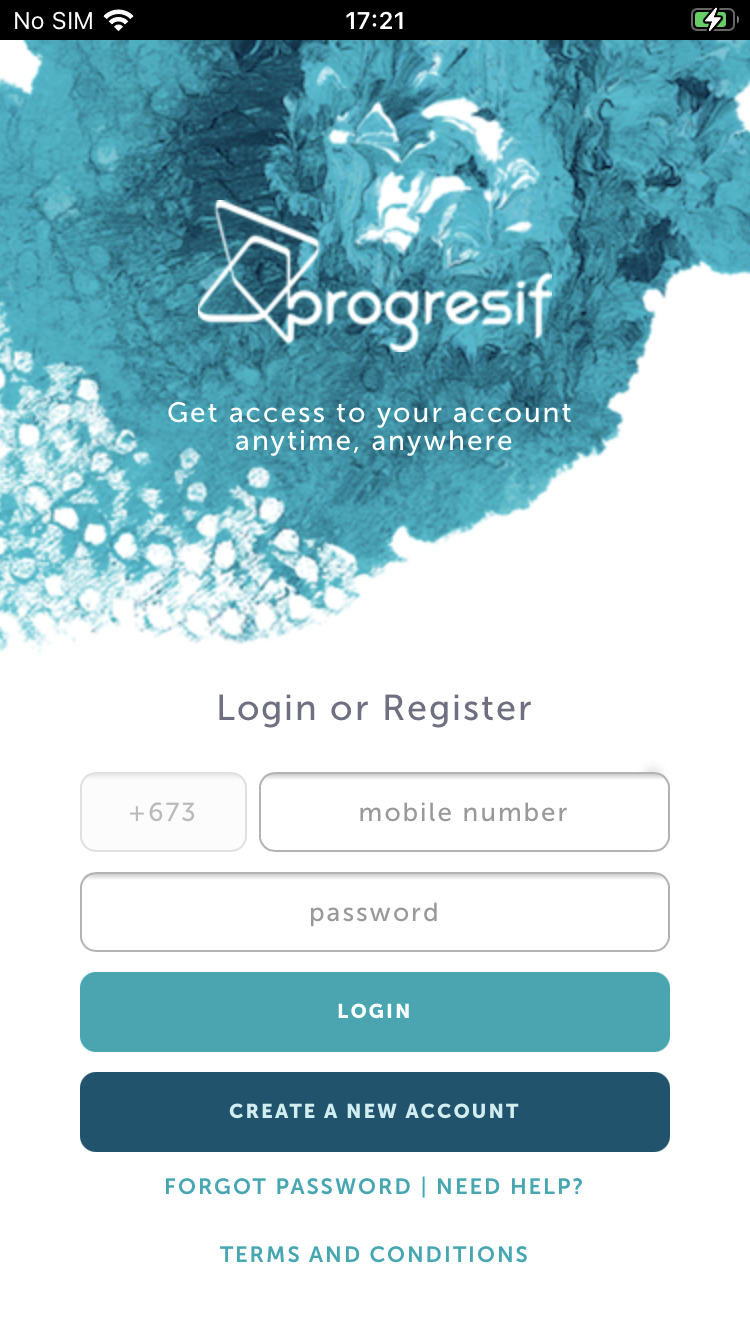 No SIM 17:21
progresif
Get access to your account
anytime, anywhere
Login or Register
+673 mobile number
password
LOGIN
CREATE A NEW ACCOUNT
FORGOT PASSWORD | NEED HELP?
TERMS AND CONDITIONS